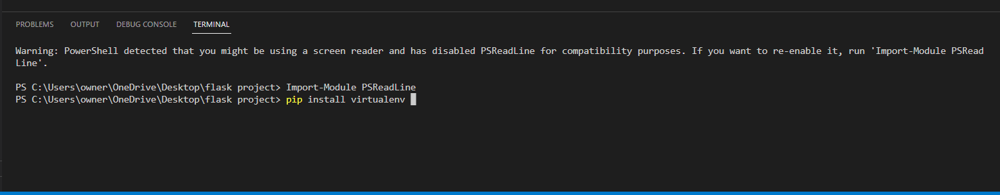 PROBLEMS OUTPUT DEBUG CONSOLE TERMINAL
Warning: PowerShell detected that you might be using a screen reader and has disabled PSReadLine for compatibility purposes. If you want to re-enable it, run 'Import-Module PSRead
Line'.
PS C:\Users\owner\OneDrive\Desktop\flask project> Import-Module PSReadLine
PS C:\Users\owner\OneDrive\Desktop\flask project> pip install virtualenv